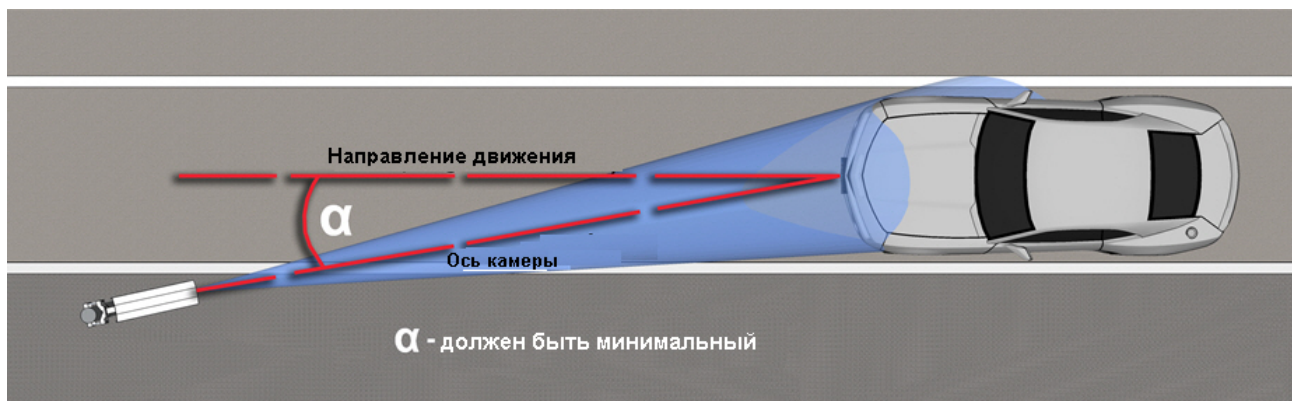 Направление движения
α
Ось камеры
α - должен быть минимальный